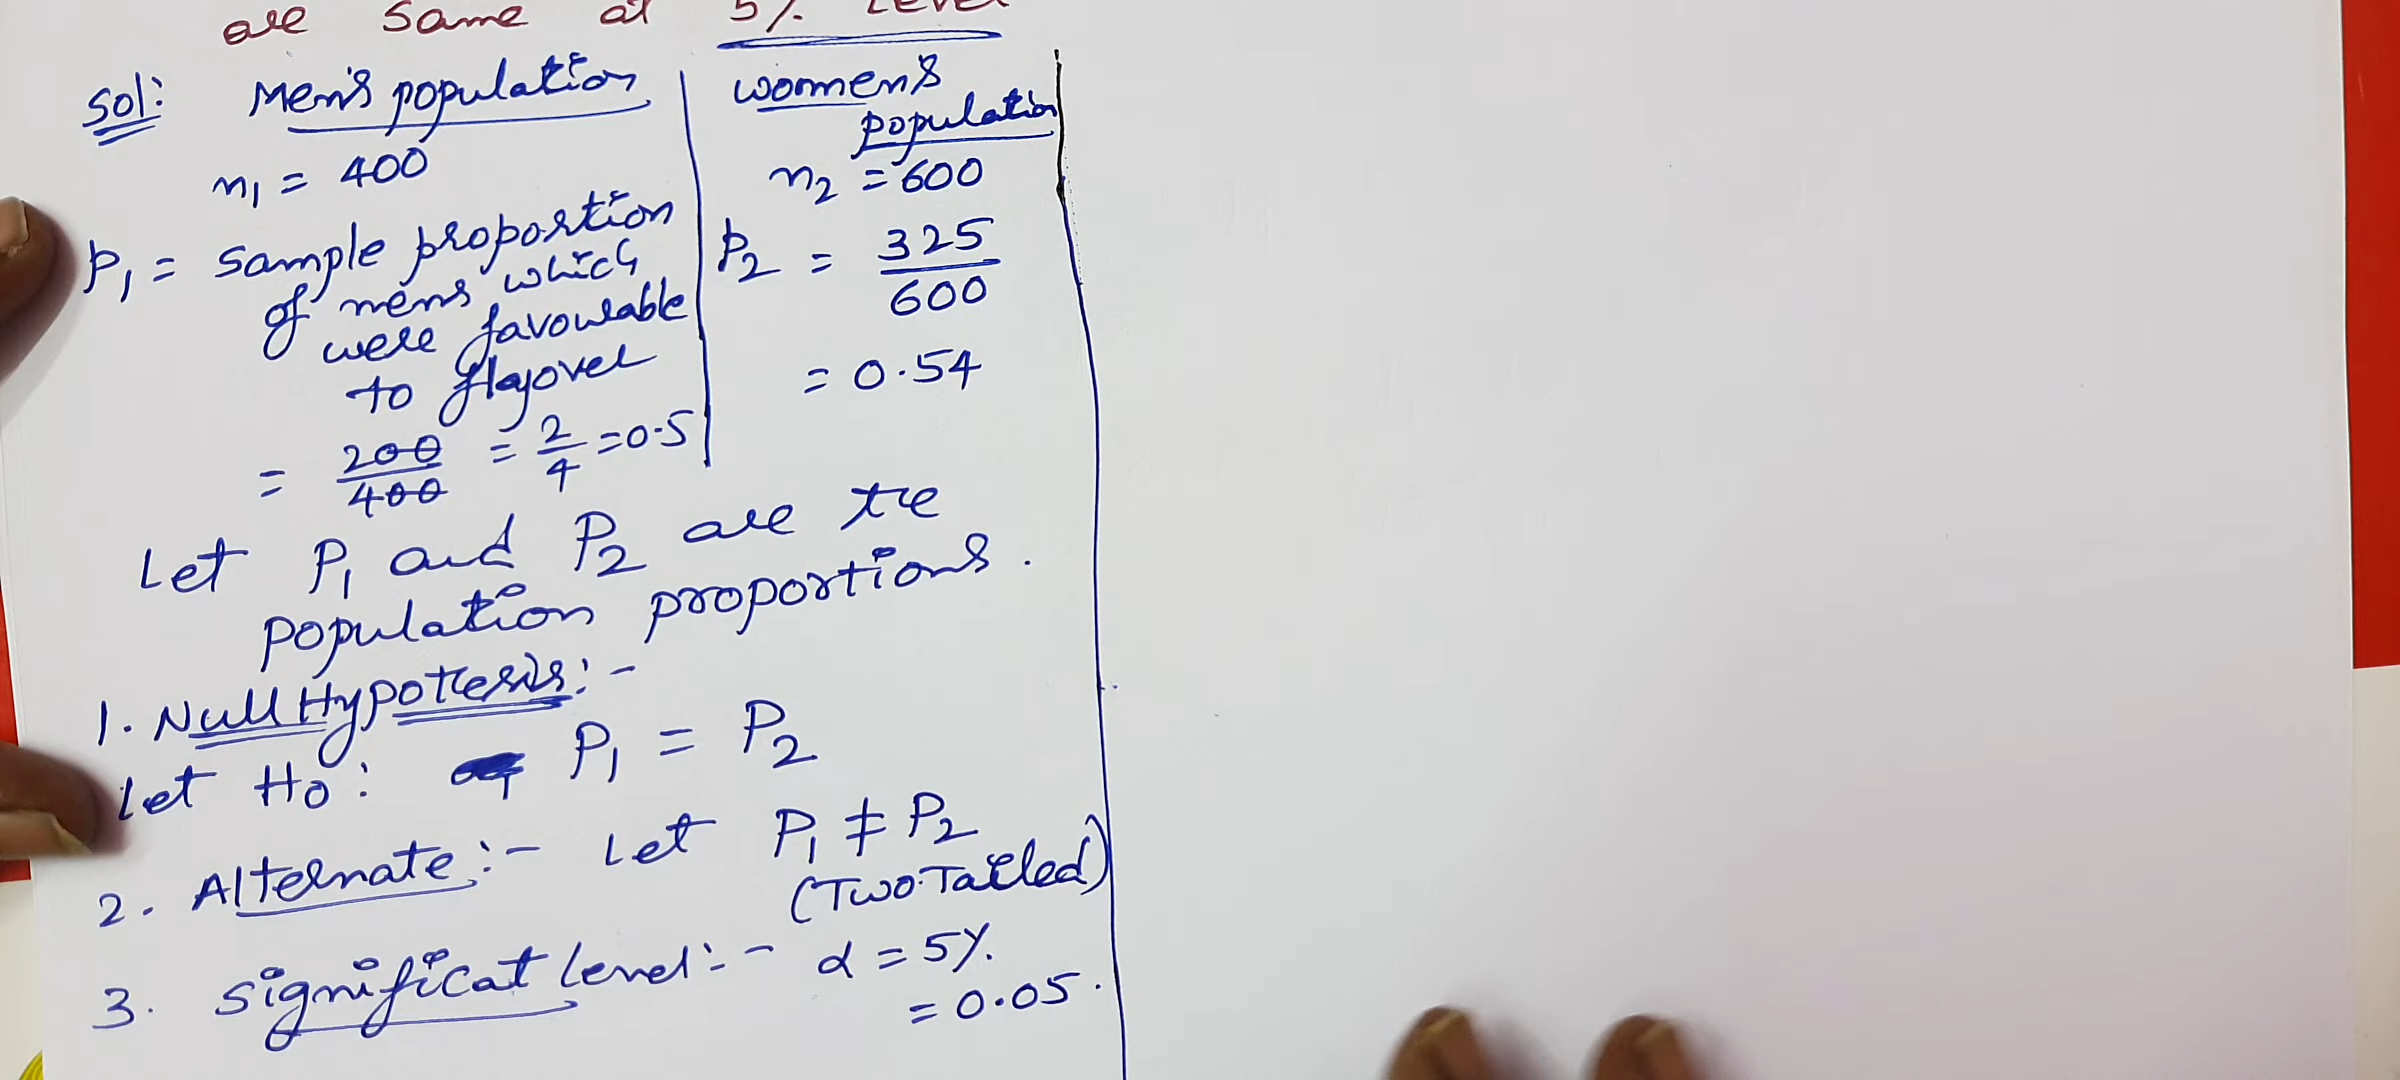 are same at 5% Level
Sol: Men's population
n1 = 400
p1 = sample proportion
of mens which
were favourable
to flyover
= 200/400 = 2/4 = 0.5
women's
population
n2 = 600
p2 = 325/600
= 0.54
Let P1 and P2 are the
population proportions.
1. Null Hypothesis:-
Let H0: P1 = P2
2. Alternate:- Let P1 ≠ P2
(Two Tailed)
3. significat level:- α = 5%
= 0.05.